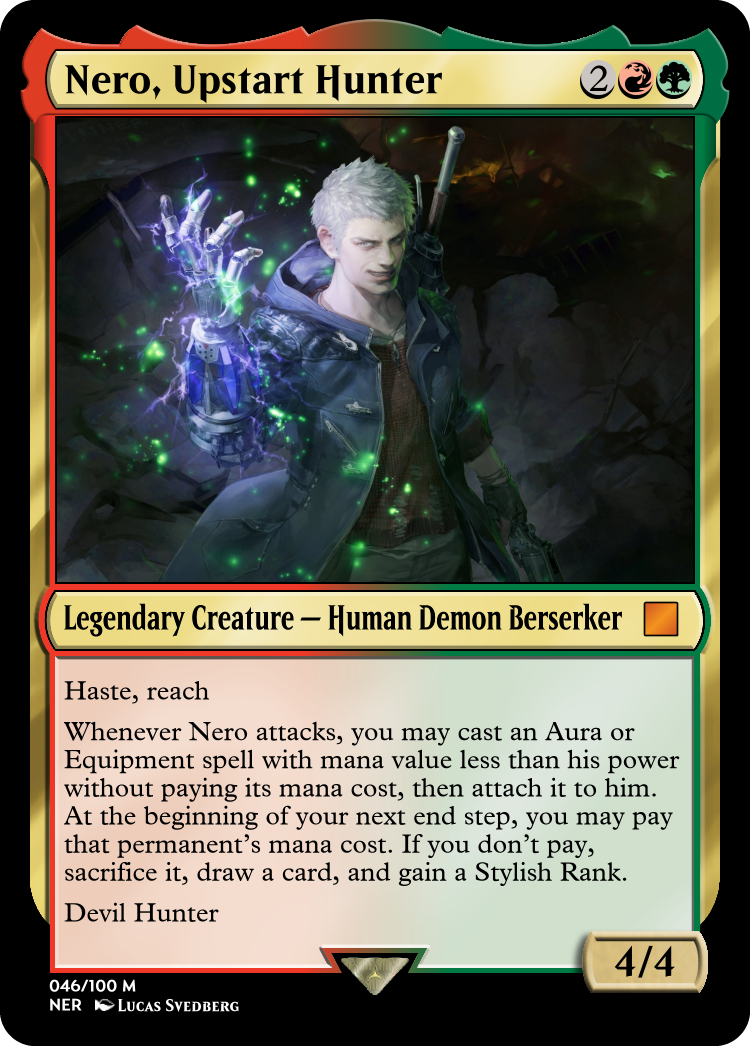 Nero, Upstart Hunter 2
Legendary Creature — Human Demon Berserker
Haste, reach
Whenever Nero attacks, you may cast an Aura or
Equipment spell with mana value less than his power
without paying its mana cost, then attach it to him.
At the beginning of your next end step, you may pay
that permanent's mana cost. If you don't pay,
sacrifice it, draw a card, and gain a Stylish Rank.
Devil Hunter
4/4
046/100 M
NER Lucas Svedberg